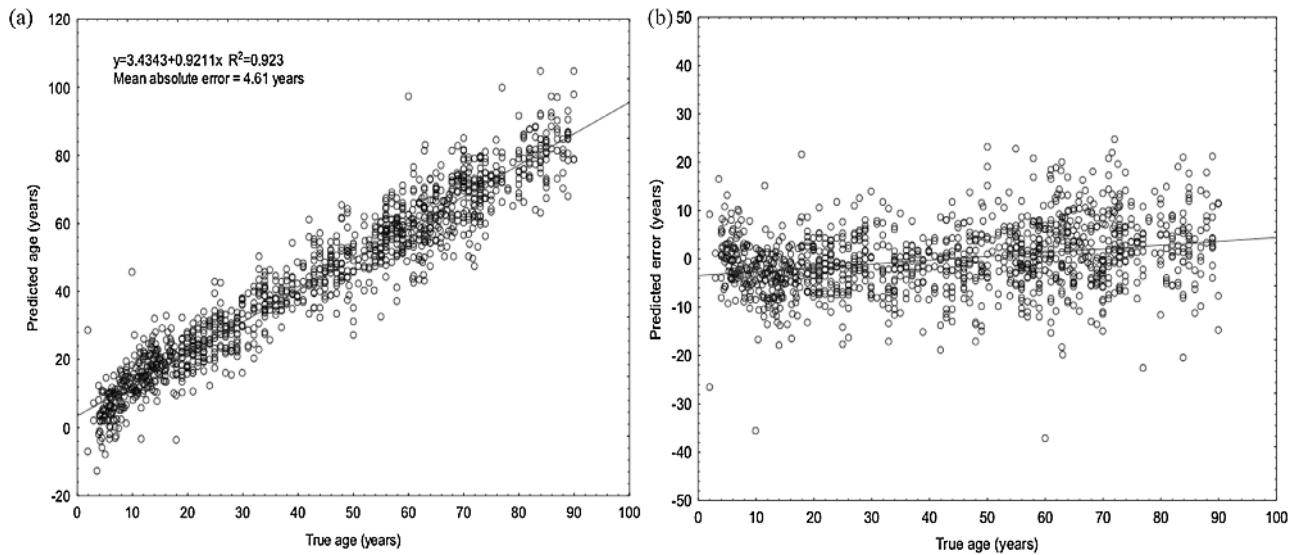 (a)
120
100
80
60
40
20
0
-20
y=3.4343+0.9211x R²=0.923
Mean absolute error = 4.61 years
Predicted age (years)
0 10 20 30 40 50 60 70 80 90 100
True age (years)
(b)
50
40
30
20
10
0
-10
-20
-30
-40
-50
Predicted error (years)
0 10 20 30 40 50 60 70 80 90 100
True age (years)